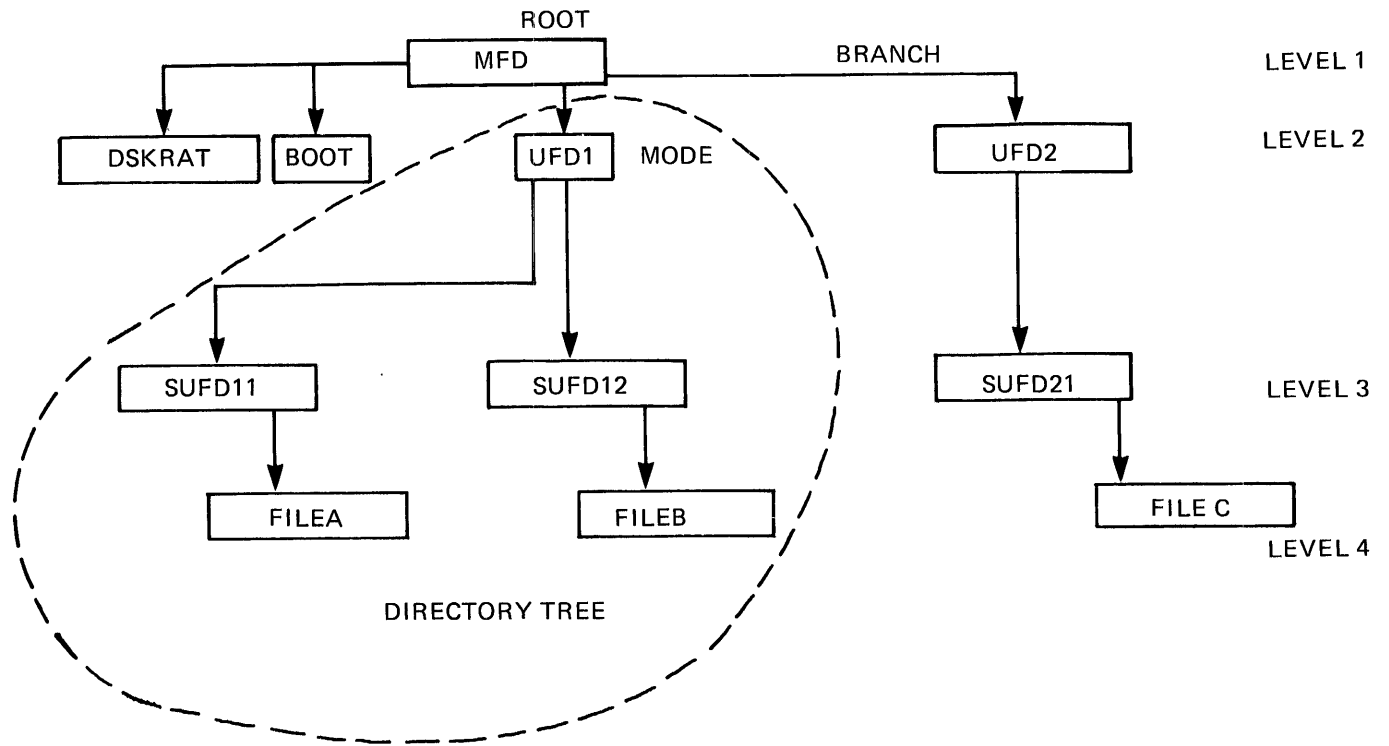 ROOT
MFD
BRANCH
LEVEL 1
DSKRAT
BOOT
UFD1
MODE
UFD2
LEVEL 2
SUFD11
SUFD12
SUFD21
LEVEL 3
FILEA
FILEB
FILE C
LEVEL 4
DIRECTORY TREE